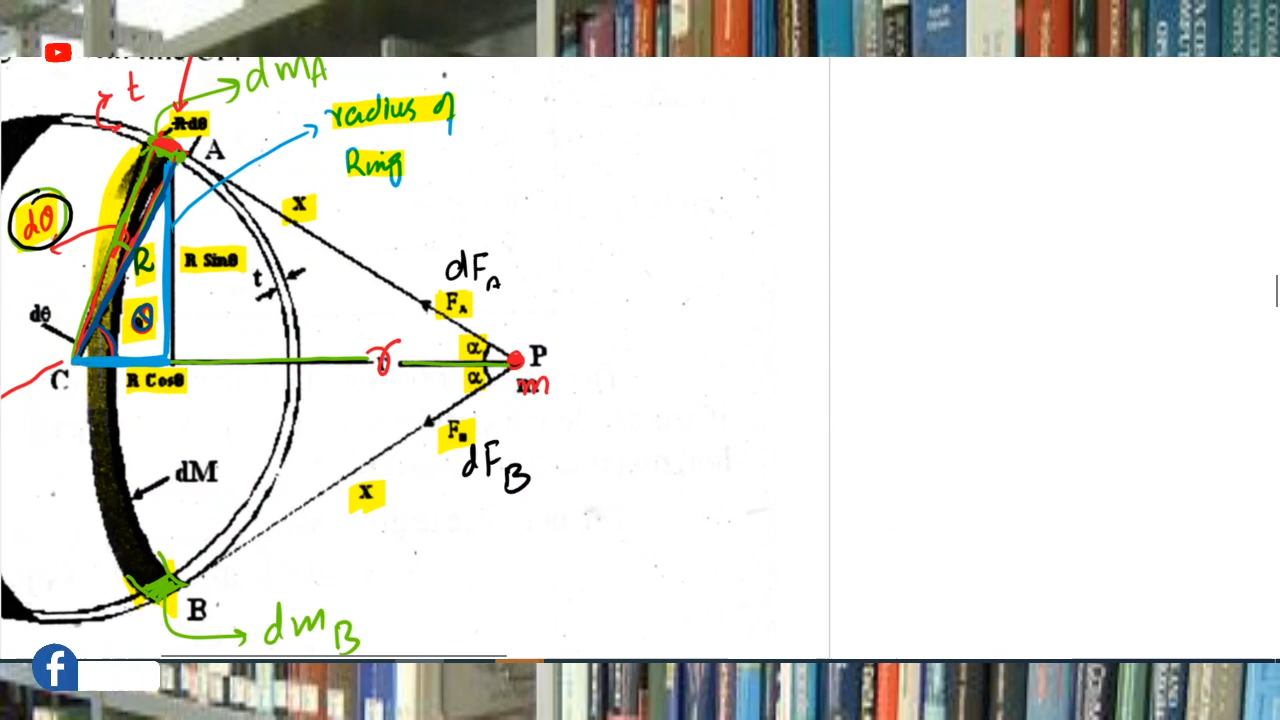 t
dmA
radius of
Ring
Rdθ
A
x
dθ
R
R Sinθ
t
dFA
FA
θ
dθ
α
P
C
r
α
m
R Cosθ
FB
dFB
dM
x
B
dmB
f